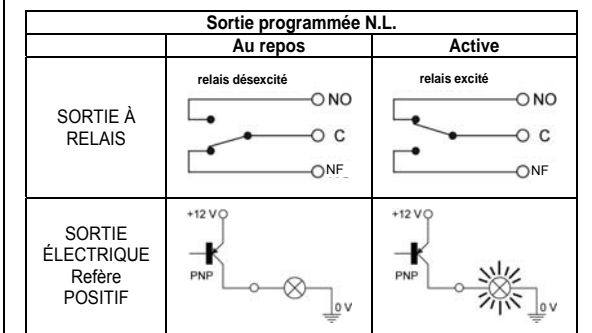 Sortie programmée N.L.
Au repos Active
SORTIE À
RELAIS
relais désexcité
NO
C
NF
relais excité
NO
C
NF
SORTIE
ÉLECTRIQUE
Refère
POSITIF
+12 V
PNP
0 V
+12 V
PNP
0 V